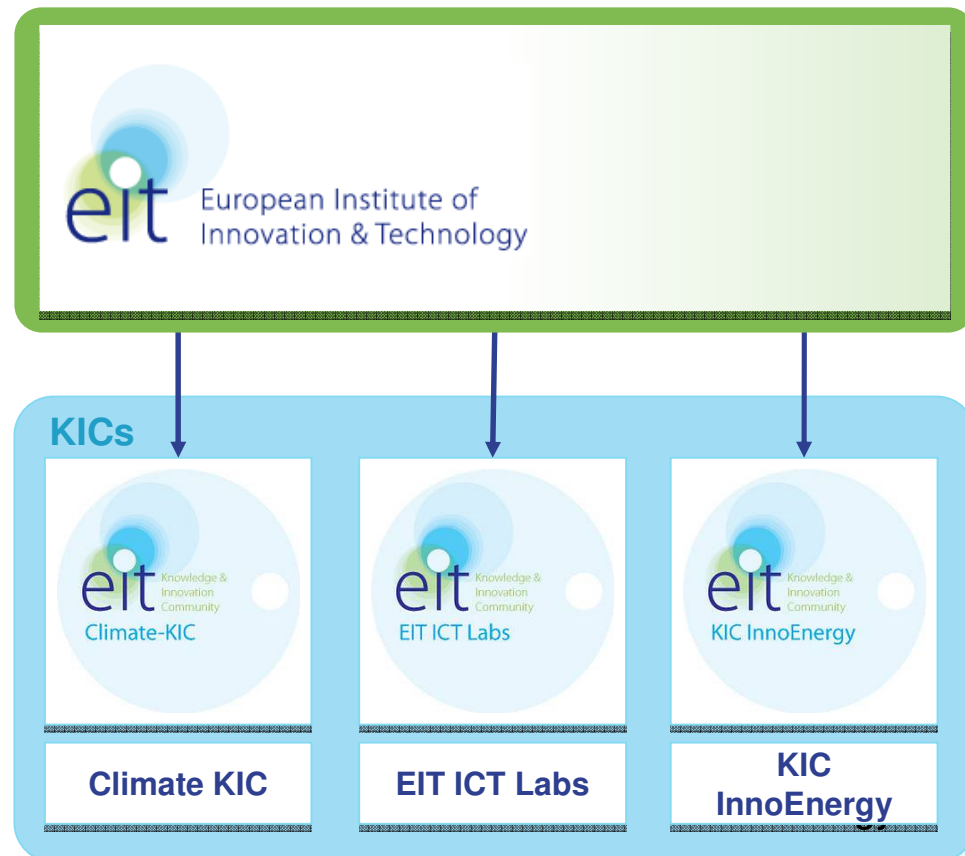 eit
European Institute of
Innovation & Technology
KICs
eit
Knowledge &
Innovation
Community
Climate-KIC
eit
Knowledge &
Innovation
Community
EIT ICT Labs
eit
Knowledge &
Innovation
Community
KIC InnoEnergy
Climate KIC
EIT ICT Labs
KIC
InnoEnergy